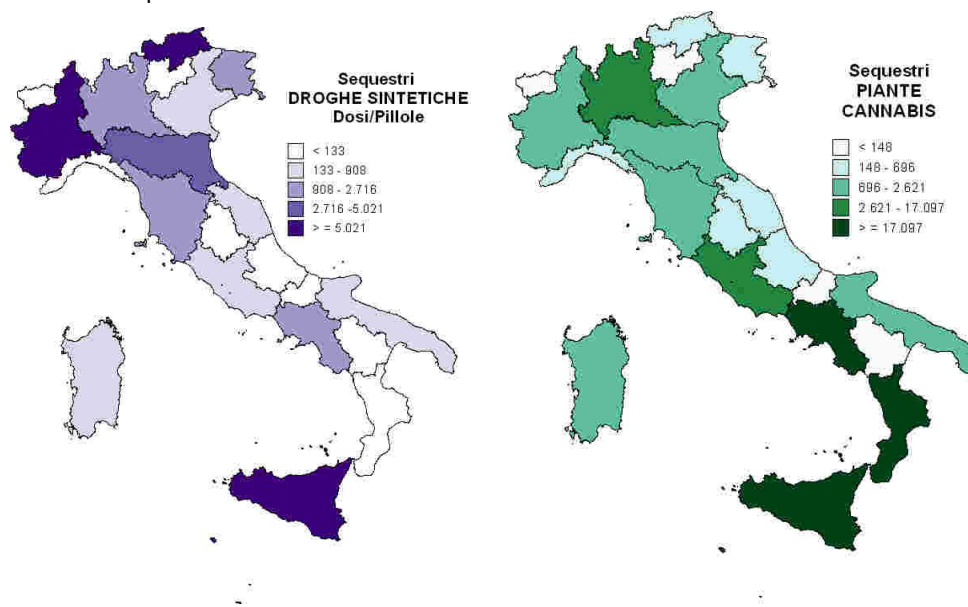 Sequestri
DROGHE SINTETICHE
Dosi/Pillole
< 133
133 - 908
908 - 2.716
2.716 -5.021
> = 5.021
Sequestri
PIANTE
CANNABIS
< 148
148 - 696
696 - 2.621
2.621 - 17.097
> = 17.097